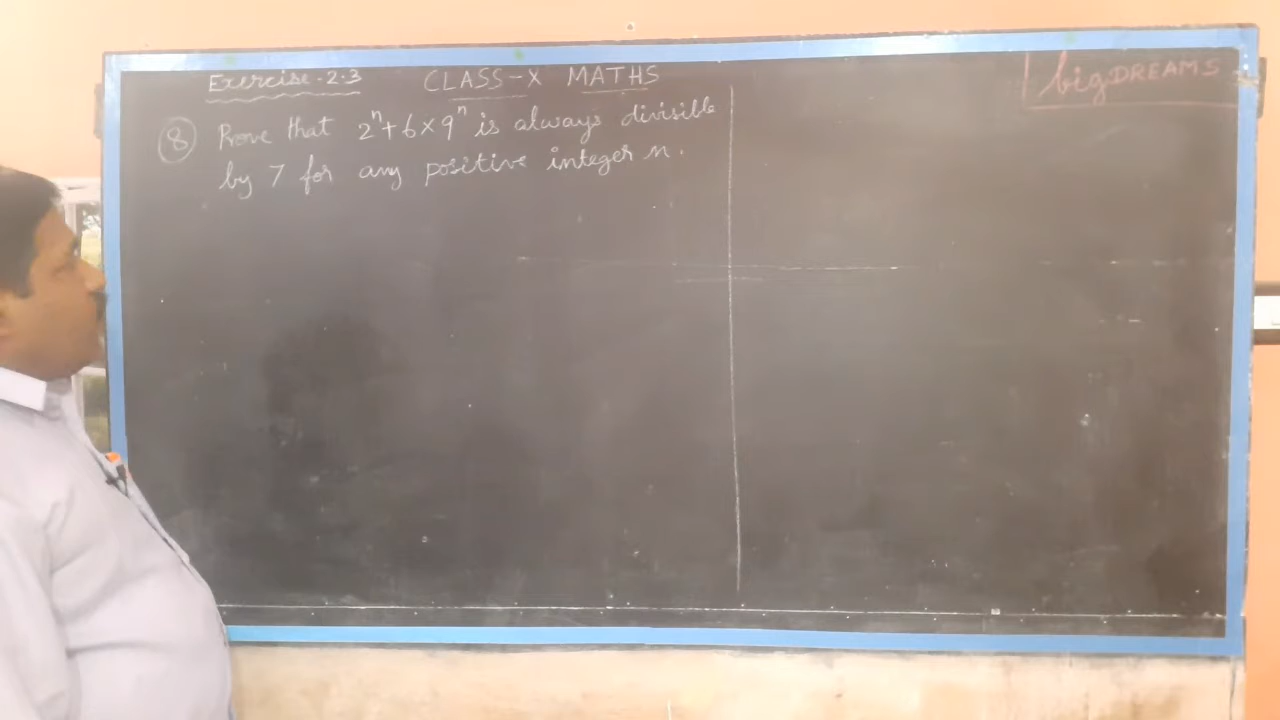 Exercise-2.3 CLASS-X MATHS
bigDREAMS
8 Prove that 2ⁿ+6×9ⁿ is always divisible
by 7 for any positive integer n.